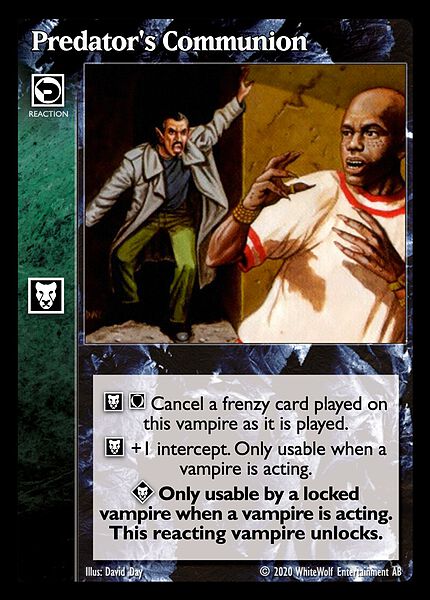 Predator's Communion
REACTION
Cancel a frenzy card played on
this vampire as it is played.
+1 intercept. Only usable when a
vampire is acting.
Only usable by a locked
vampire when a vampire is acting.
This reacting vampire unlocks.
Illus: David Day
© 2020 WhiteWolf Entertainment AB